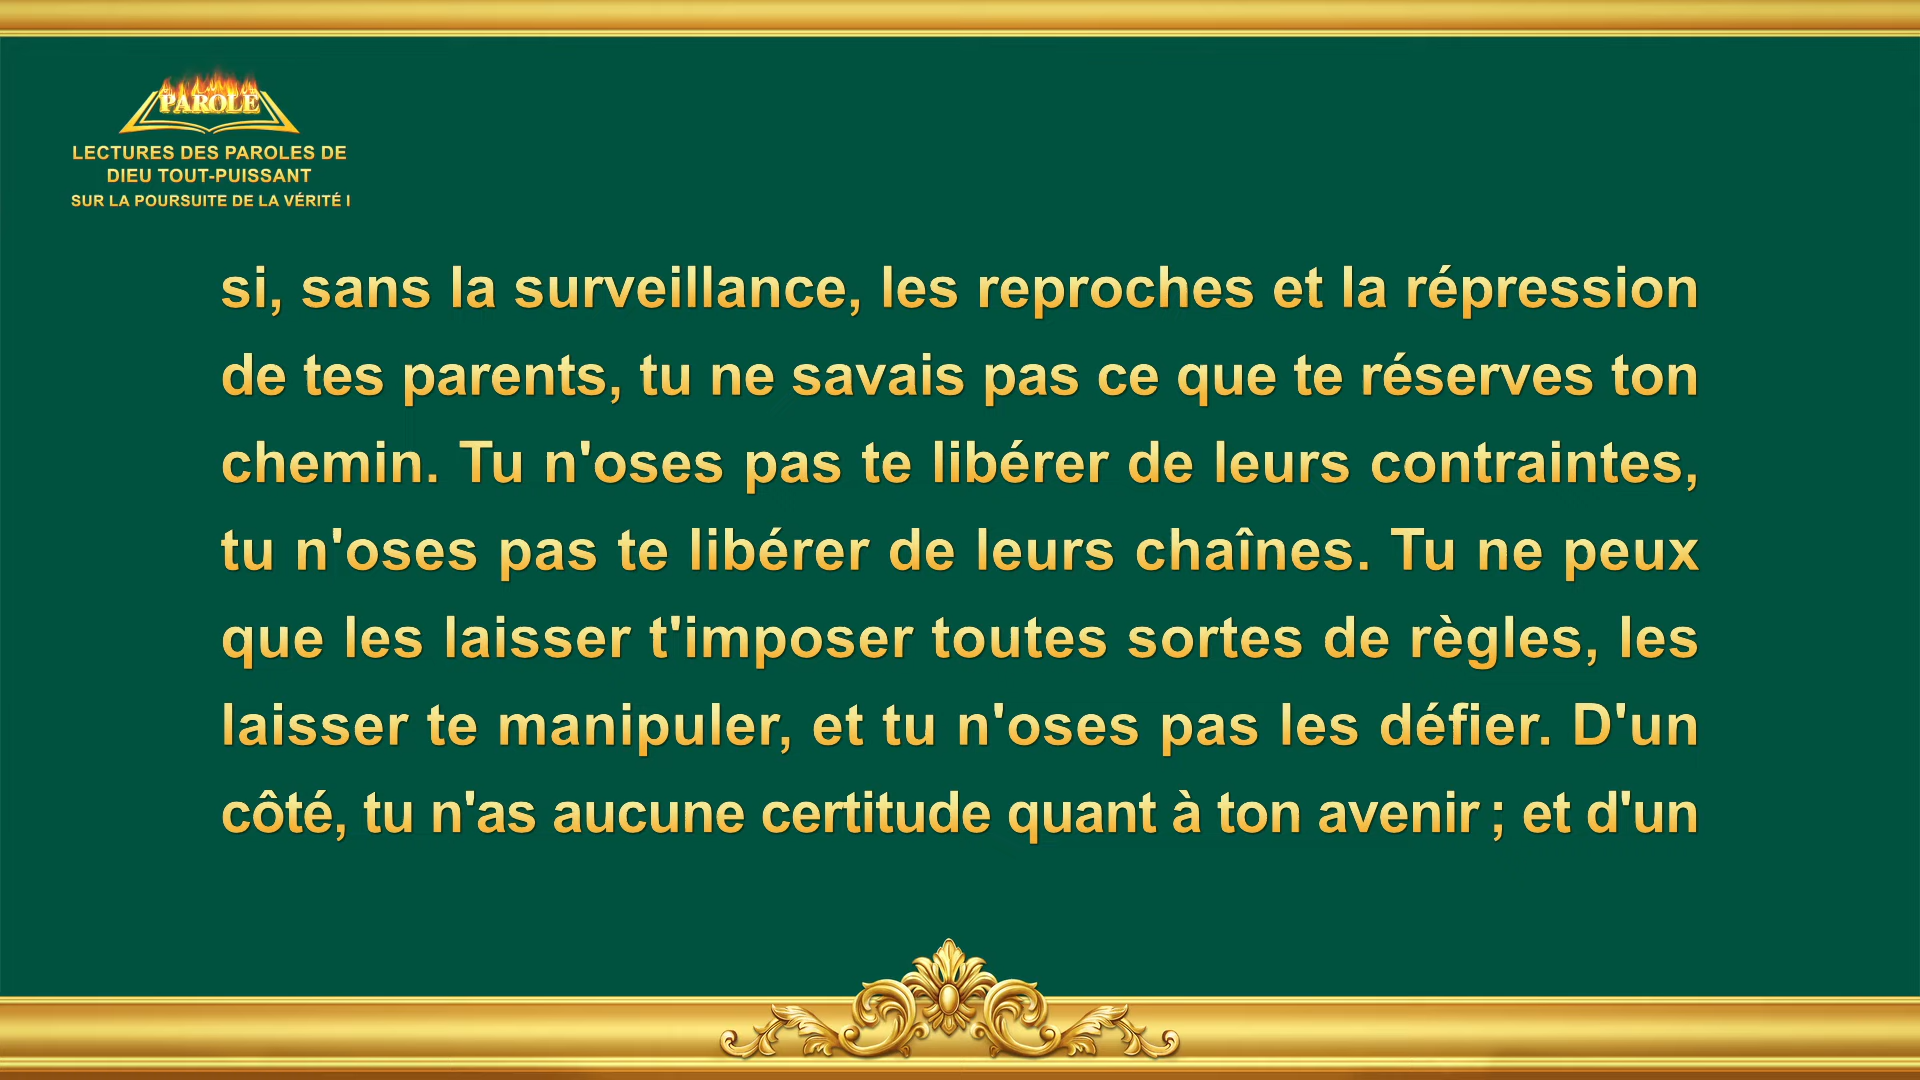 PAROLE
LECTURES DES PAROLES DE
DIEU TOUT-PUISSANT
SUR LA POURSUITE DE LA VÉRITÉ I
si, sans la surveillance, les reproches et la répression
de tes parents, tu ne savais pas ce que te réserves ton
chemin. Tu n'oses pas te libérer de leurs contraintes,
tu n'oses pas te libérer de leurs chaînes. Tu ne peux
que les laisser t'imposer toutes sortes de règles, les
laisser te manipuler, et tu n'oses pas les défier. D'un
côté, tu n'as aucune certitude quant à ton avenir ; et d'un